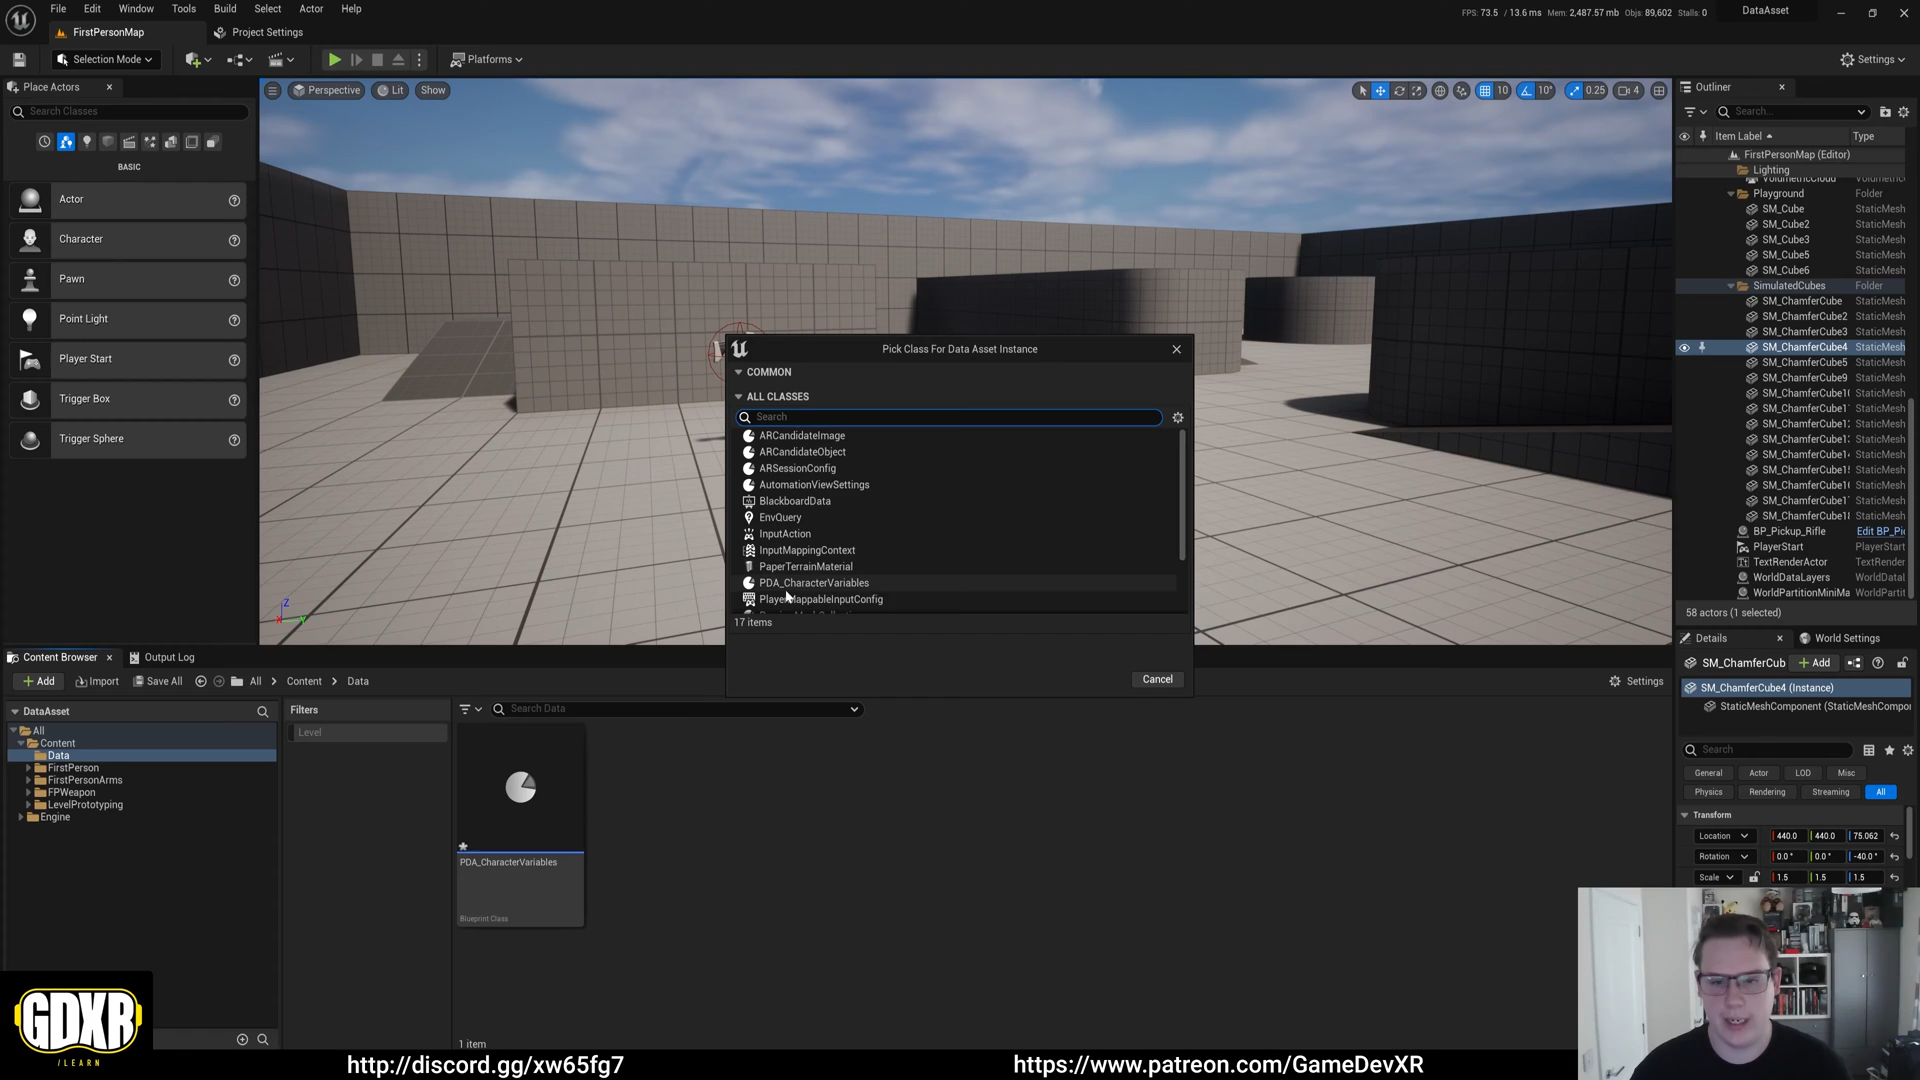 File Edit Window Tools Build Select Actor Help
FPS: 73.5 / 13.6 ms Mem: 2,487.57 mb Objs: 89,602 Stalls: 0
DataAsset
FirstPersonMap
Project Settings
Selection Mode
Platforms
Settings
Place Actors
Search Classes
BASIC
Actor
Character
Pawn
Point Light
Player Start
Trigger Box
Trigger Sphere
Perspective
Lit
Show
10
10°
0.25
4
Z
Pick Class For Data Asset Instance
COMMON
ALL CLASSES
Search
ARCandidateImage
ARCandidateObject
ARSessionConfig
AutomationViewSettings
BlackboardData
EnvQuery
InputAction
InputMappingContext
PaperTerrainMaterial
PDA_CharacterVariables
PlayerMappableInputConfig
17 items
Cancel
Outliner
Search...
Item Label
Type
FirstPersonMap (Editor)
Lighting
VolumetricCloud Volumetric
Playground Folder
SM_Cube StaticMesh
SM_Cube2 StaticMesh
SM_Cube3 StaticMesh
SM_Cube5 StaticMesh
SM_Cube6 StaticMesh
SimulatedCubes Folder
SM_ChamferCube StaticMesh
SM_ChamferCube2 StaticMesh
SM_ChamferCube3 StaticMesh
SM_ChamferCube4 StaticMesh
SM_ChamferCube5 StaticMesh
SM_ChamferCube9 StaticMesh
SM_ChamferCube1 StaticMesh
SM_ChamferCube1 StaticMesh
SM_ChamferCube1 StaticMesh
SM_ChamferCube1 StaticMesh
SM_ChamferCube1 StaticMesh
SM_ChamferCube1 StaticMesh
SM_ChamferCube1 StaticMesh
SM_ChamferCube1 StaticMesh
SM_ChamferCube1 StaticMesh
BP_Pickup_Rifle Edit BP_Pi
PlayerStart PlayerStart
TextRenderActor TextRender
WorldDataLayers WorldData
WorldPartitionMiniMa WorldParti
58 actors (1 selected)
Details
World Settings
SM_ChamferCub
Add
SM_ChamferCube4 (Instance)
StaticMeshComponent (StaticMeshCompor
Search
General Actor LOD Misc
Physics Rendering Streaming All
Transform
Location 440.0 440.0 75.062
Rotation 0.0° 0.0° -40.0°
Scale 1.5 1.5 1.5
Content Browser
Output Log
Add
Import
Save All
All
Content
Data
Settings
DataAsset
All
Content
Data
FirstPerson
FirstPersonArms
FPWeapon
LevelPrototyping
Engine
Filters
Level
Search Data
PDA_CharacterVariables
Blueprint Class
1 item
GDXR
/LEARN
http://discord.gg/xw65fg7
https://www.patreon.com/GameDevXR